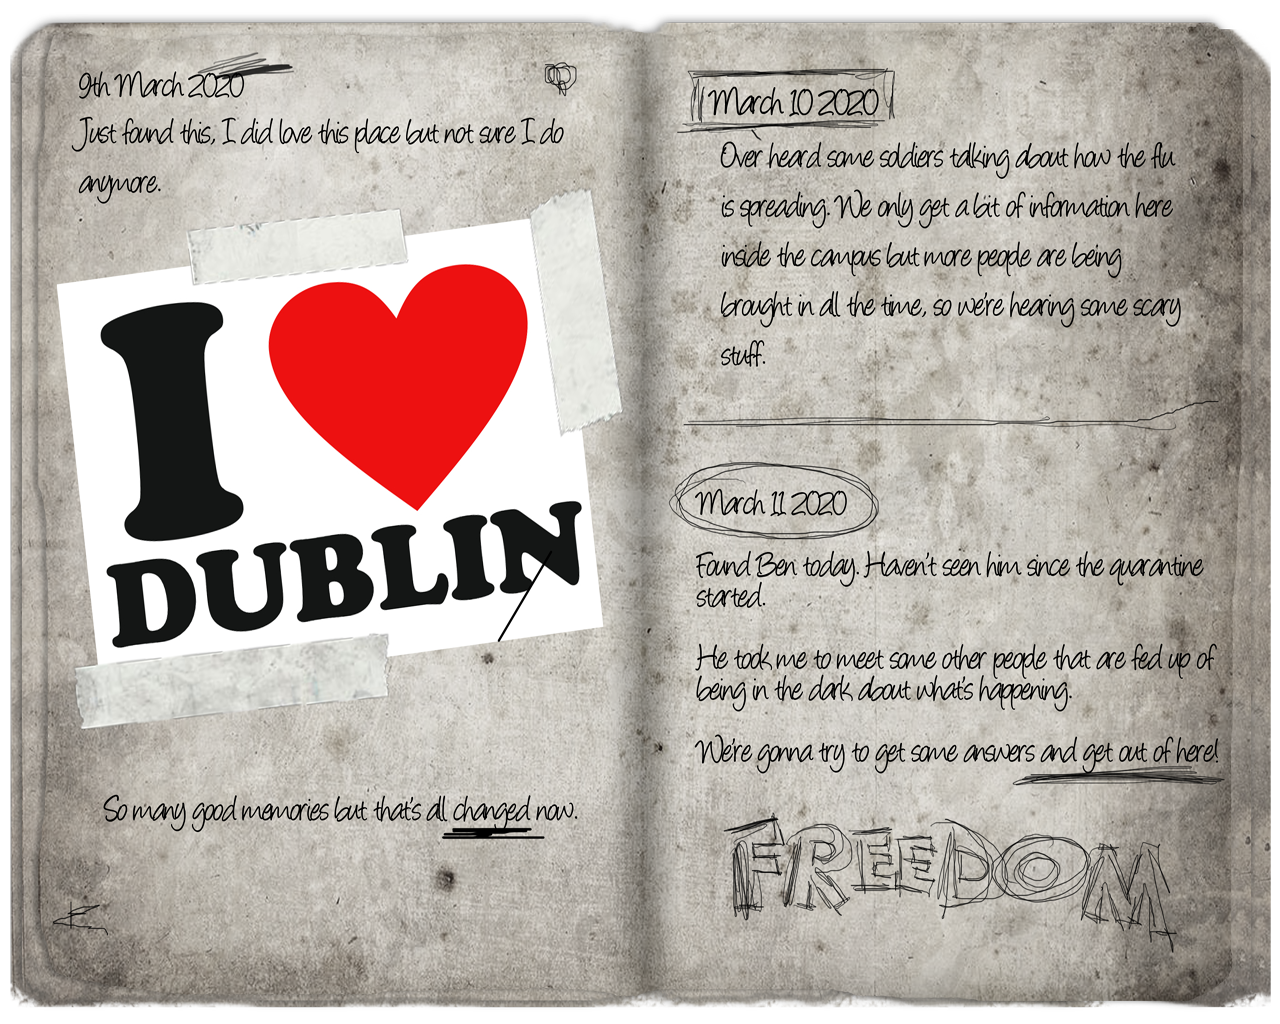 9th March 2020
Just found this, I did love this place but not sure I do
anymore.
I
DUBLIN
So many good memories but that's all changed now.
March 10 2020
Over heard some soldiers talking about how the flu
is spreading. We only get a bit of information here
inside the campus but more people are being
brought in all the time, so we're hearing some scary
stuff.
March 11 2020
Found Ben today. Haven't seen him since the quarantine
started.
He took me to meet some other people that are fed up of
being in the dark about what's happening.
We're gonna try to get some answers and get out of here!
FREEDOM